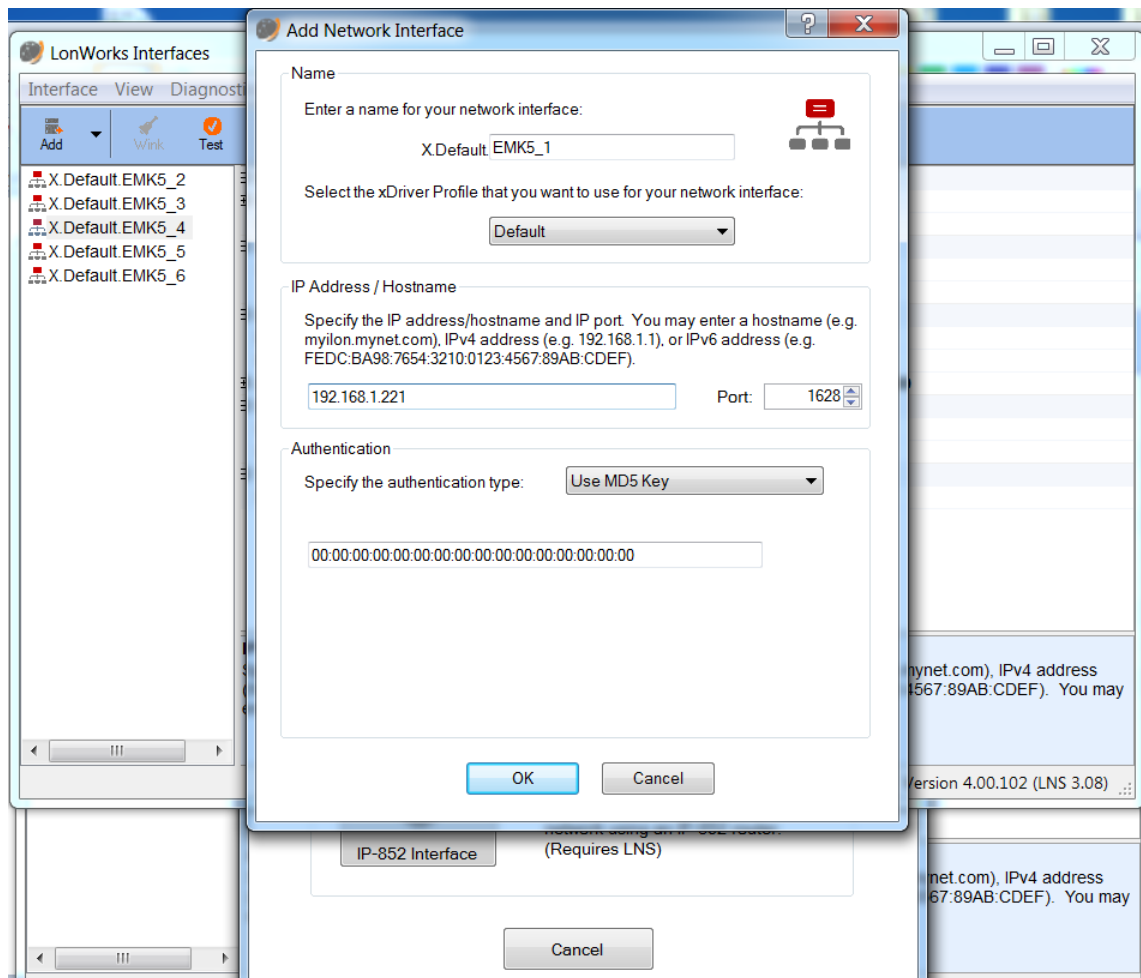 LonWorks Interfaces
Interface View Diagnosti
Add
Wink
Test
X.Default.EMK5_2
X.Default.EMK5_3
X.Default.EMK5_4
X.Default.EMK5_5
X.Default.EMK5_6
Add Network Interface
Name
Enter a name for your network interface:
X.Default. EMK5_1
Select the xDriver Profile that you want to use for your network interface:
Default
IP Address / Hostname
Specify the IP address/hostname and IP port. You may enter a hostname (e.g.
myilon.mynet.com), IPv4 address (e.g. 192.168.1.1), or IPv6 address (e.g.
FEDC:BA98:7654:3210:0123:4567:89AB:CDEF).
192.168.1.221
Port: 1628
Authentication
Specify the authentication type: Use MD5 Key
00:00:00:00:00:00:00:00:00:00:00:00:00:00:00:00
OK
Cancel
mynet.com), IPv4 address
4567:89AB:CDEF). You may
Version 4.00.102 (LNS 3.08)
network using an IP-852 router.
(Requires LNS)
IP-852 Interface
net.com), IPv4 address
67:89AB:CDEF). You may
Cancel